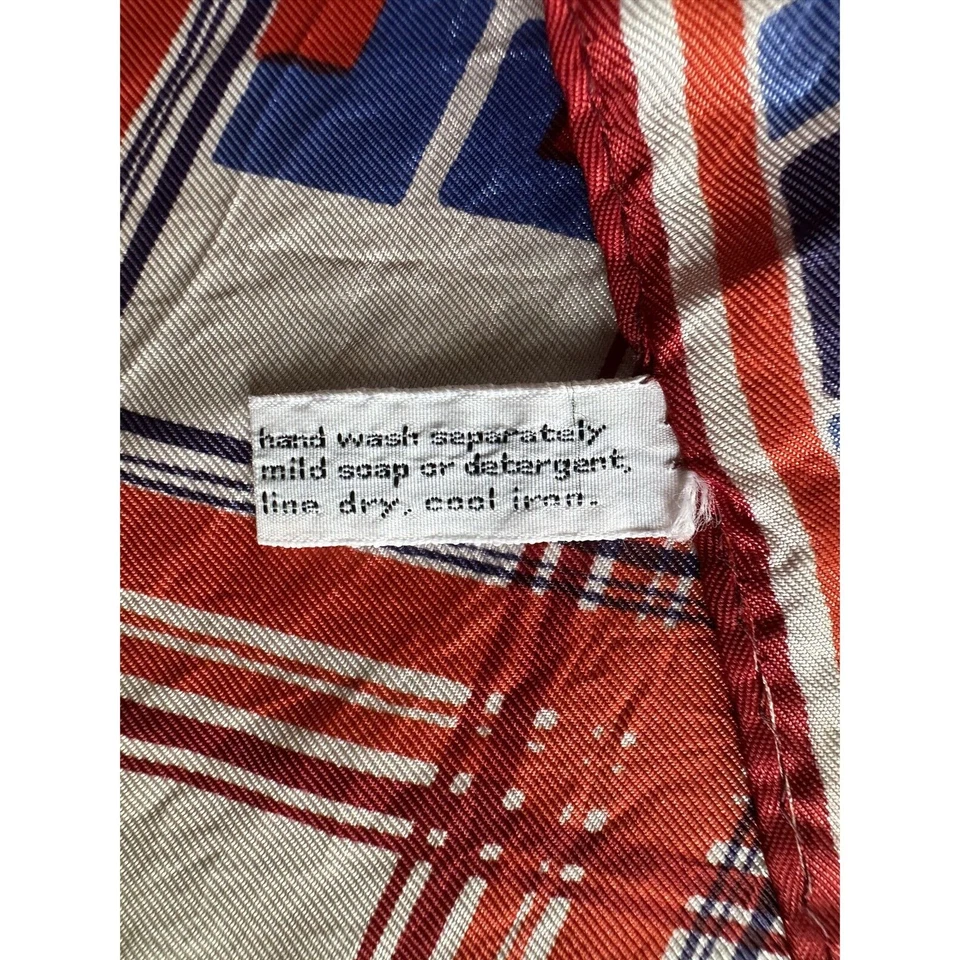 hand wash separately
mild soap or detergent,
line dry, cool iron.